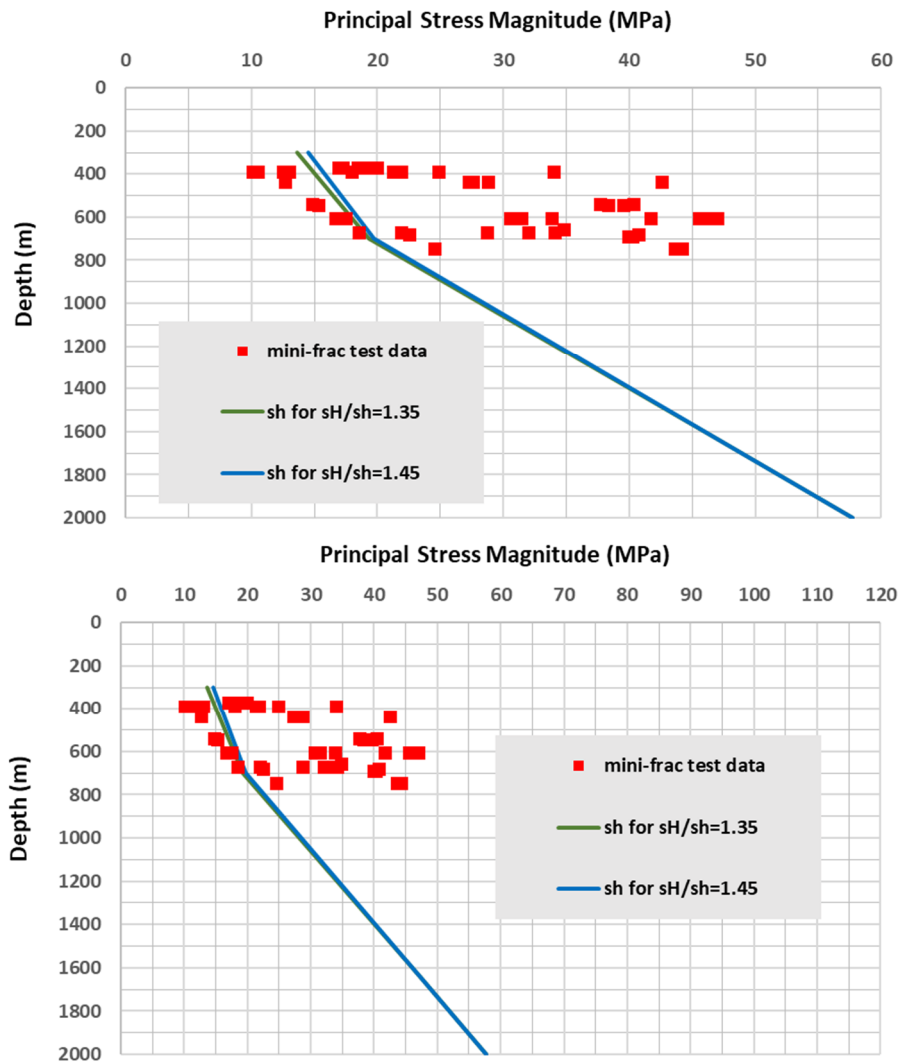 Principal Stress Magnitude (MPa)
0 10 20 30 40 50 60
0
200
400
600
800
1000
1200
1400
1600
1800
2000
Depth (m)
mini-frac test data
sh for sH/sh=1.35
sh for sH/sh=1.45
Principal Stress Magnitude (MPa)
0 10 20 30 40 50 60 70 80 90 100 110 120
0
200
400
600
800
1000
1200
1400
1600
1800
2000
Depth (m)
mini-frac test data
sh for sH/sh=1.35
sh for sH/sh=1.45